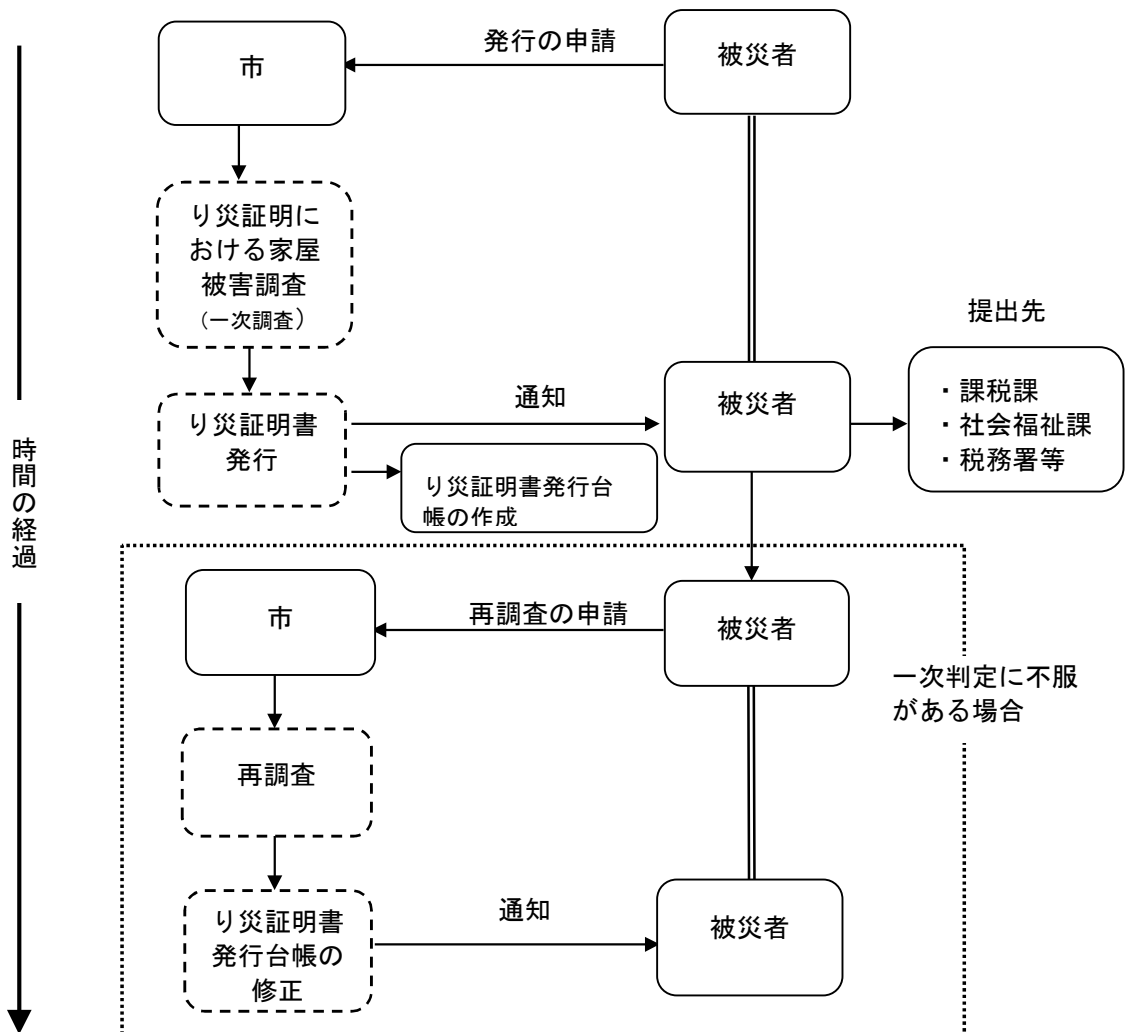 発行の申請
市
被災者
り災証明に
おける家屋
被害調査
（一次調査）
提出先
通知
り災証明書
発行
被災者
・課税課
・社会福祉課
・税務署等
り災証明書発行台
帳の作成
時間の経過
市
再調査の申請
被災者
一次判定に不服
がある場合
再調査
り災証明書
発行台帳の
修正
通知
被災者